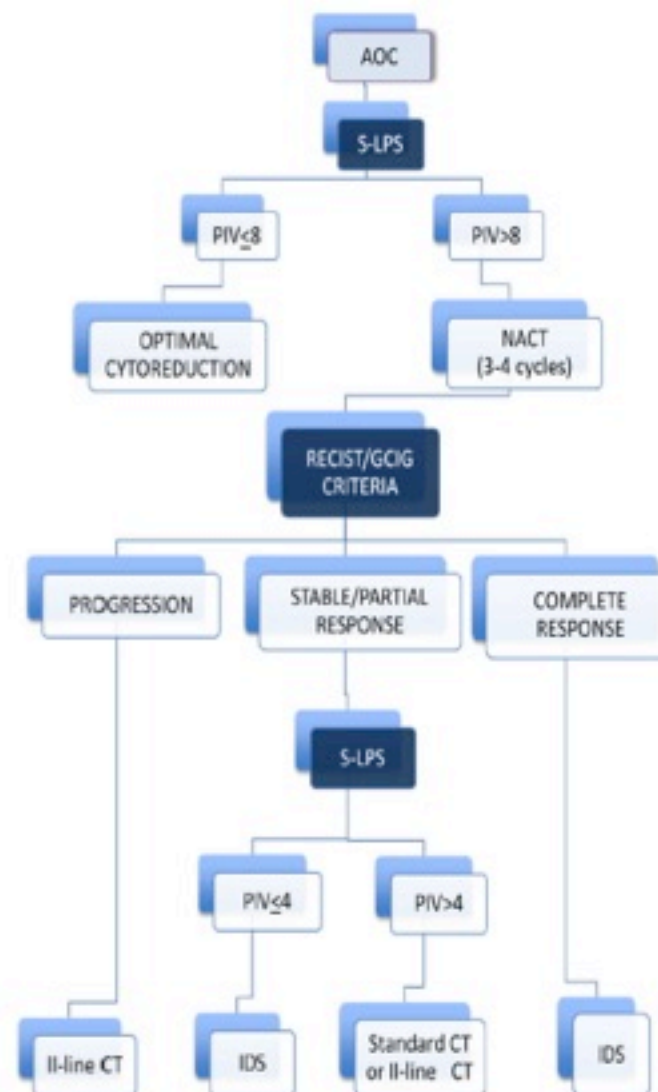 AOC
S-LPS
PIV≤8
PIV>8
OPTIMAL
CYTOREDUCTION
NACT
(3-4 cycles)
RECIST/GCIG
CRITERIA
PROGRESSION
STABLE/PARTIAL
RESPONSE
COMPLETE
RESPONSE
S-LPS
PIV≤4
PIV>4
II-line CT
IDS
Standard CT
or II-line CT
IDS